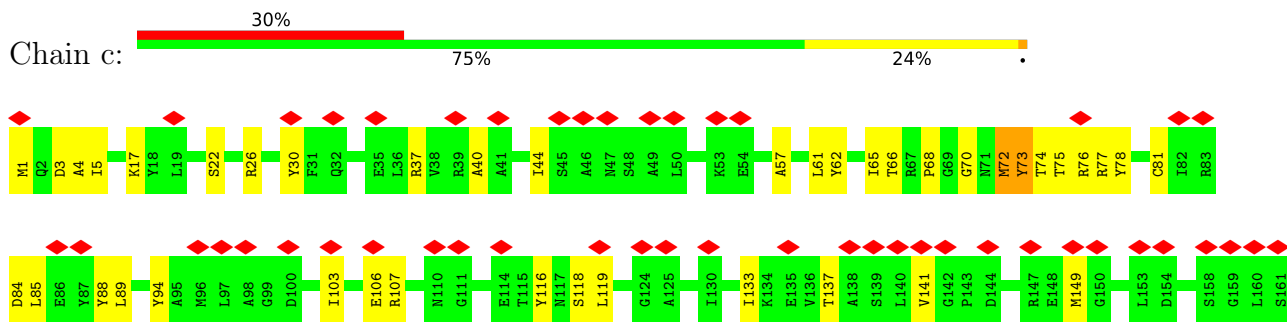 30%
Chain c:
75% 24% •
M1 Q2 D3 A4 I5 K17 Y18 L19 S22 R26 Y30 F31 Q32 E35 L36 R37 V38 R39 A40 A41 I44 S45 A46 N47 S48 A49 L50 K53 E54 A57 L61 Y62 I65 T66 R67 P68 G69 G70 N71 M72 Y73 T74 T75 R76 R77 Y78 C81 I82 R83
D84 L85 E86 Y87 Y88 L89 Y94 A95 M96 L97 A98 G99 D100 I103 E106 R107 N110 G111 E114 T115 Y116 N117 S118 L119 G124 A125 I130 I133 K134 E135 V136 T137 A138 S139 L140 V141 G142 P143 D144 R147 E148 M149 G150 L153 D154 S158 G159 L160 S161